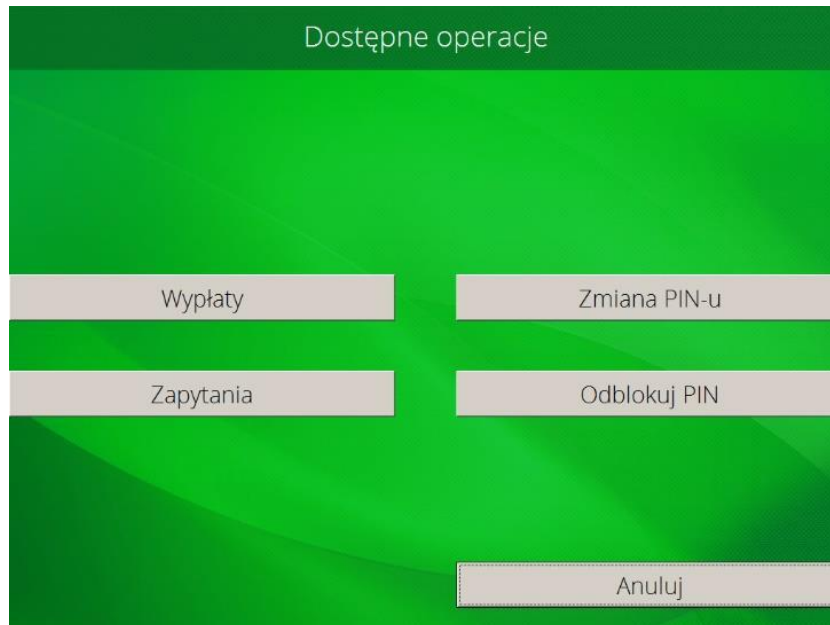 Dostępne operacje
Wypłaty
Zmiana PIN-u
Zapytania
Odblokuj PIN
Anuluj